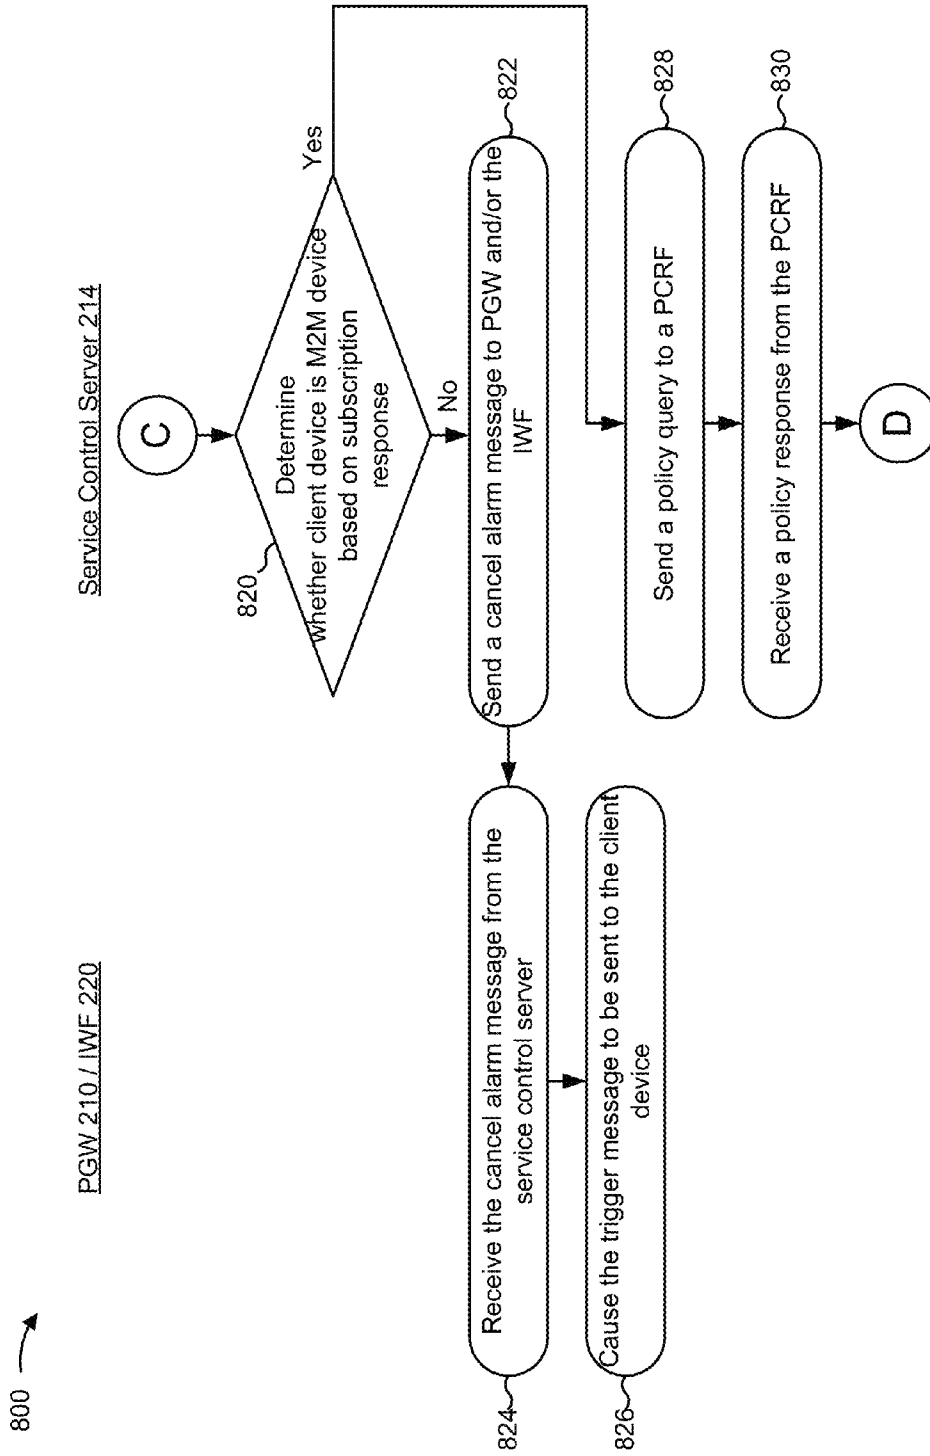 800
PGW 210 / IWF 220
Service Control Server 214
C
820
Determine
whether client device is M2M device
based on subscription
response
Yes
No
Send a cancel alarm message to PGW and/or the
IWF
822
Receive the cancel alarm message from the
service control server
824
Cause the trigger message to be sent to the client
device
826
Send a policy query to a PCRF
828
Receive a policy response from the PCRF
830
D